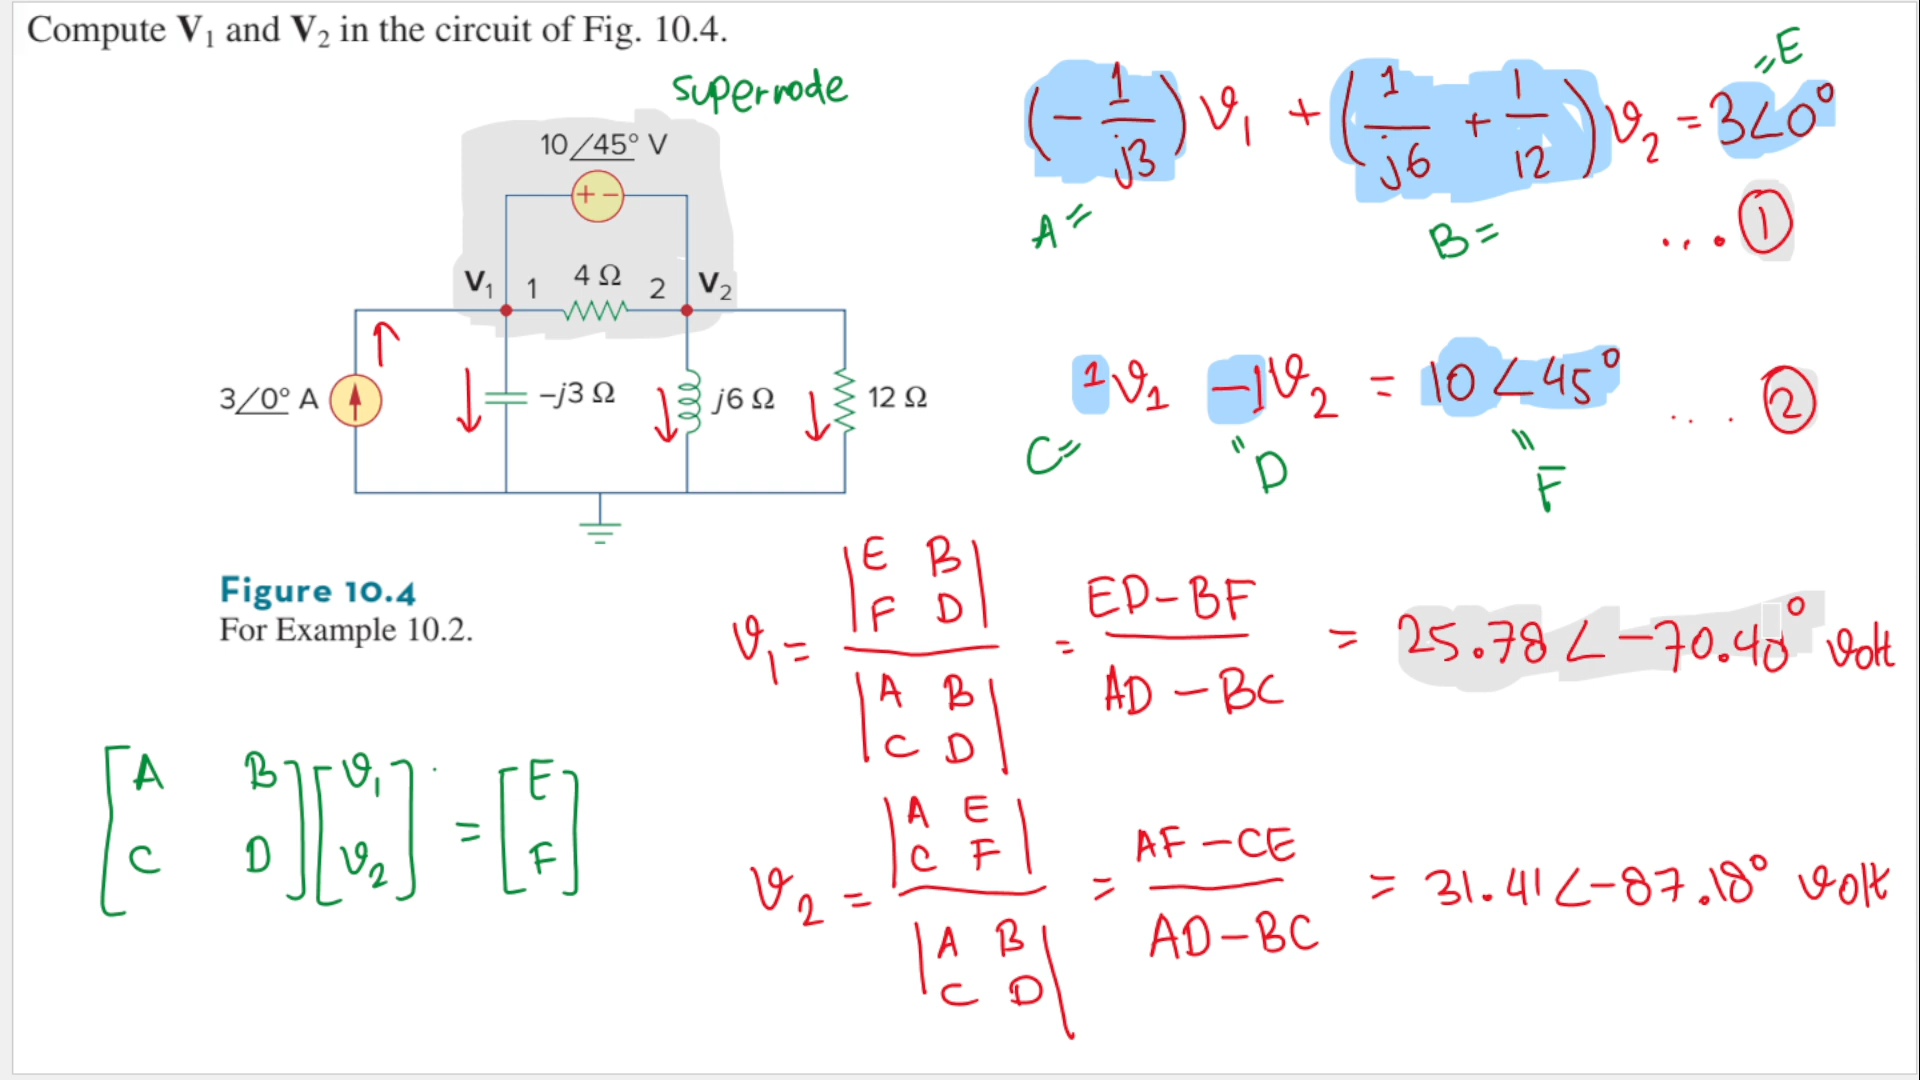 Compute V₁ and V₂ in the circuit of Fig. 10.4.
supernode
10∠45° V
+ −
V₁ 1 4 Ω 2 V₂
3∠0° A
−j3 Ω
j6 Ω
12 Ω
Figure 10.4
For Example 10.2.
(−1/j3) v₁ + (1/j6 + 1/12) v₂ = 3∠0°
= E
A =
B =
... ①
1v₁ −1v₂ = 10∠45° .... ②
C =
= D
= F
[A B; C D] [v₁; v₂] = [E; F]
v₁ = |E B; F D| / |A B; C D| = (ED − BF) / (AD − BC) = 25.78∠−70.48° volt
v₂ = |A E; C F| / |A B; C D| = (AF − CE) / (AD − BC) = 31.41∠−87.18° volt